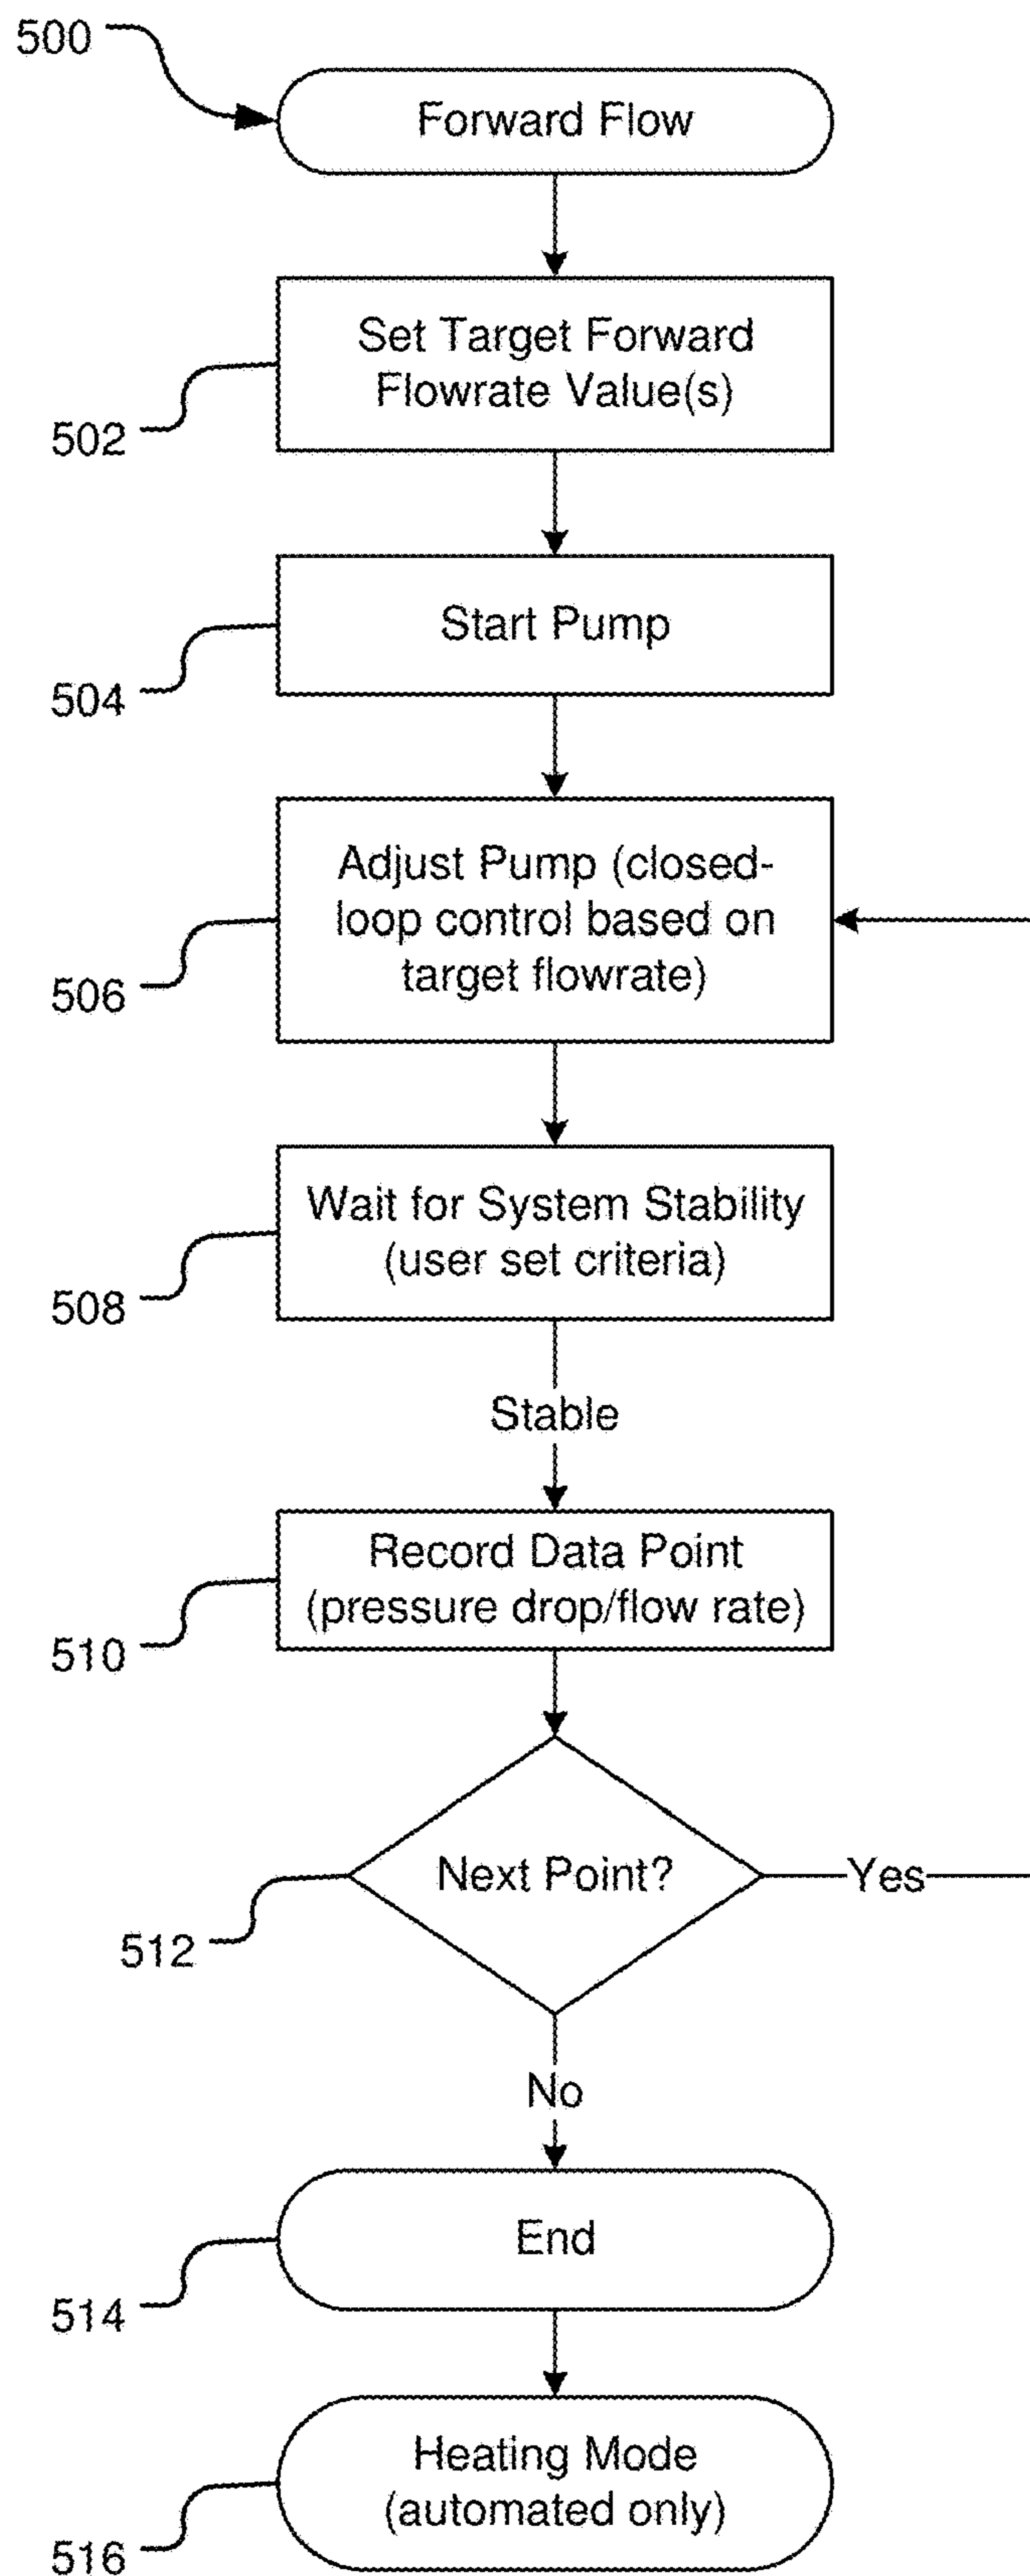 500
Forward Flow
Set Target Forward
Flowrate Value(s)
502
Start Pump
504
Adjust Pump (closed-
loop control based on
target flowrate)
506
Wait for System Stability
(user set criteria)
508
Stable
Record Data Point
(pressure drop/flow rate)
510
Next Point?
Yes
512
No
End
514
Heating Mode
(automated only)
516